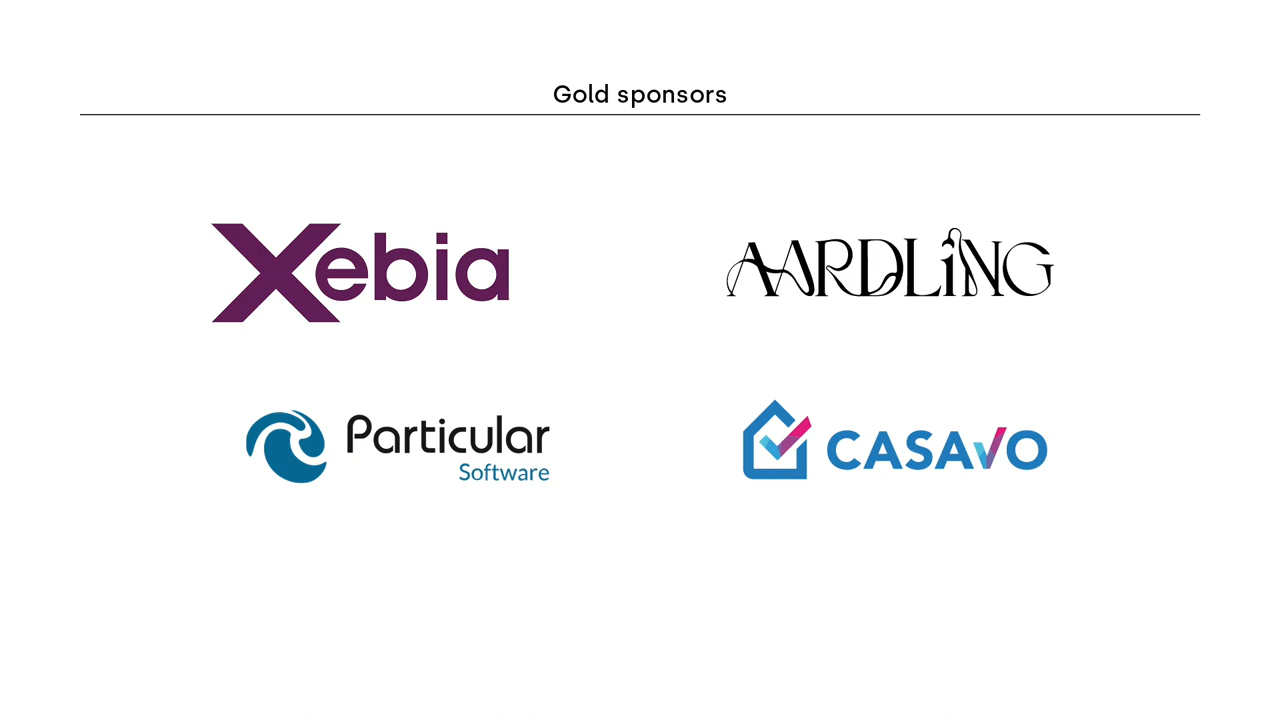 Gold sponsors
Xebia
AARDLiNG
Particular
Software
CASAVO